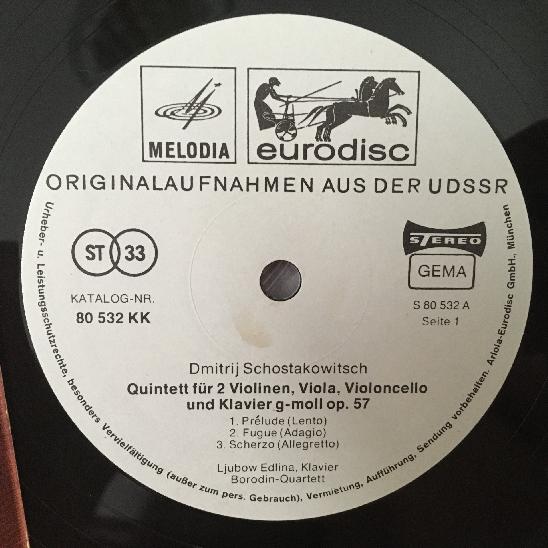 MELODIA
eurodisc
ORIGINALAUFNAHMEN AUS DER UDSSR
ST 33
STEREO
GEMA
KATALOG-NR.
80 532 KK
S 80 532 A
Seite 1
Dmitrij Schostakowitsch
Quintett für 2 Violinen, Viola, Violoncello
und Klavier g-moll op. 57
1. Prélude (Lento)
2. Fugue (Adagio)
3. Scherzo (Allegretto)
Ljubow Edlina, Klavier
Borodin-Quartett
Urheber- u. Leistungsschutzrechte, besonders Vervielfältigung (außer zum pers. Gebrauch), Vermietung, Aufführung, Sendung vorbehalten. Ariola-Eurodisc GmbH., München